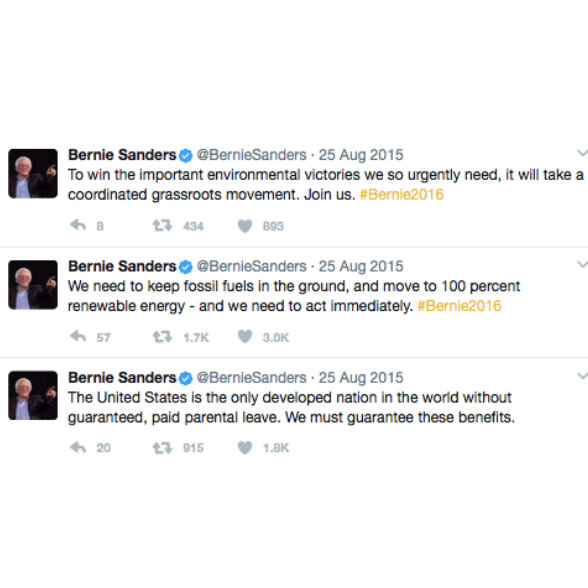 Bernie Sanders @BernieSanders · 25 Aug 2015
To win the important environmental victories we so urgently need, it will take a
coordinated grassroots movement. Join us. #Bernie2016
8 434 893
Bernie Sanders @BernieSanders · 25 Aug 2015
We need to keep fossil fuels in the ground, and move to 100 percent
renewable energy - and we need to act immediately. #Bernie2016
57 1.7K 3.0K
Bernie Sanders @BernieSanders · 25 Aug 2015
The United States is the only developed nation in the world without
guaranteed, paid parental leave. We must guarantee these benefits.
20 915 1.8K